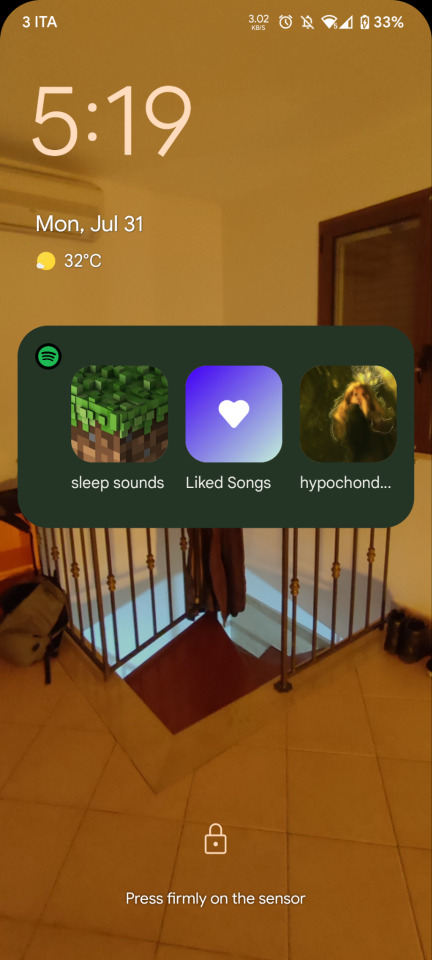 3 ITA
3.02
KB/S
33%
5:19
Mon, Jul 31
32°C
sleep sounds
Liked Songs
hypochond...
Press firmly on the sensor